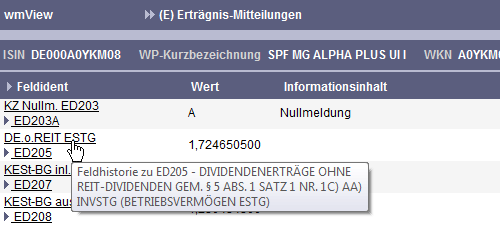 wmView (E) Erträgnis-Mitteilungen
ISIN DE000A0YKM08 WP-Kurzbezeichnung SPF MG ALPHA PLUS UI I WKN A0YKM0
Feldident Wert Informationsinhalt
KZ Nullm. ED203 A Nullmeldung
ED203A
DE.o.REIT ESTG 1,724650500
ED205
KESt-BG inl.
ED207
KESt-BG aus
ED208
Feldhistorie zu ED205 - DIVIDENDENERTRÄGE OHNE
REIT-DIVIDENDEN GEM. § 5 ABS. 1 SATZ 1 NR. 1C) AA)
INVSTG (BETRIEBSVERMÖGEN ESTG)